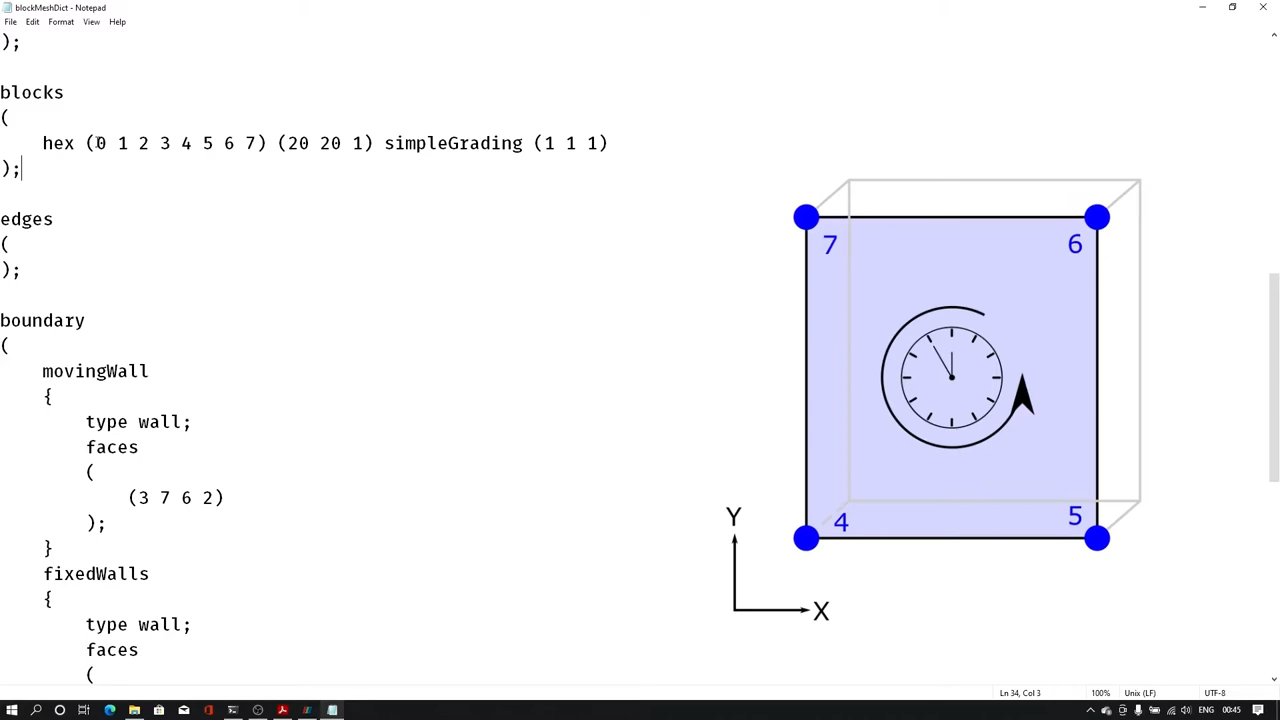 blockMeshDict - Notepad
File Edit Format View Help
);
blocks
(
hex (0 1 2 3 4 5 6 7) (20 20 1) simpleGrading (1 1 1)
);
edges
(
);
boundary
(
movingWall
{
type wall;
faces
(
(3 7 6 2)
);
}
fixedWalls
{
type wall;
faces
(
7
6
4
5
Y
X
Ln 34, Col 3
100%
Unix (LF)
UTF-8
ENG
00:45